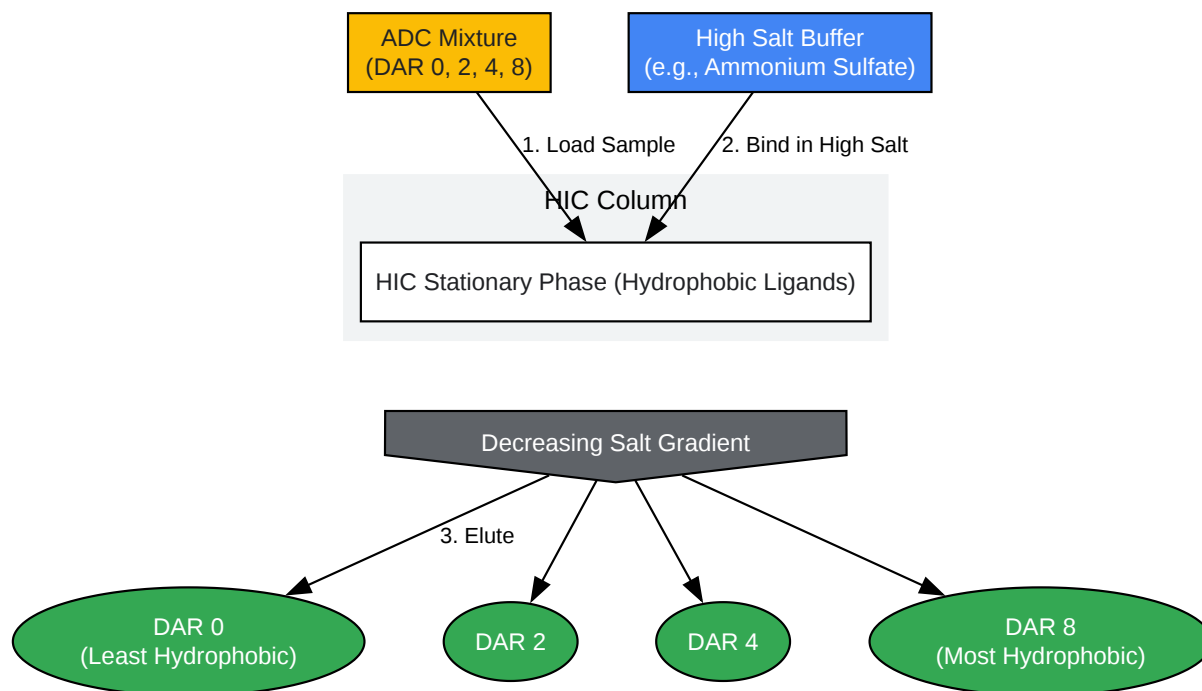 ADC Mixture
(DAR 0, 2, 4, 8)
High Salt Buffer
(e.g., Ammonium Sulfate)
1. Load Sample
2. Bind in High Salt
HIC Column
HIC Stationary Phase (Hydrophobic Ligands)
Decreasing Salt Gradient
3. Elute
DAR 0
(Least Hydrophobic)
DAR 2
DAR 4
DAR 8
(Most Hydrophobic)